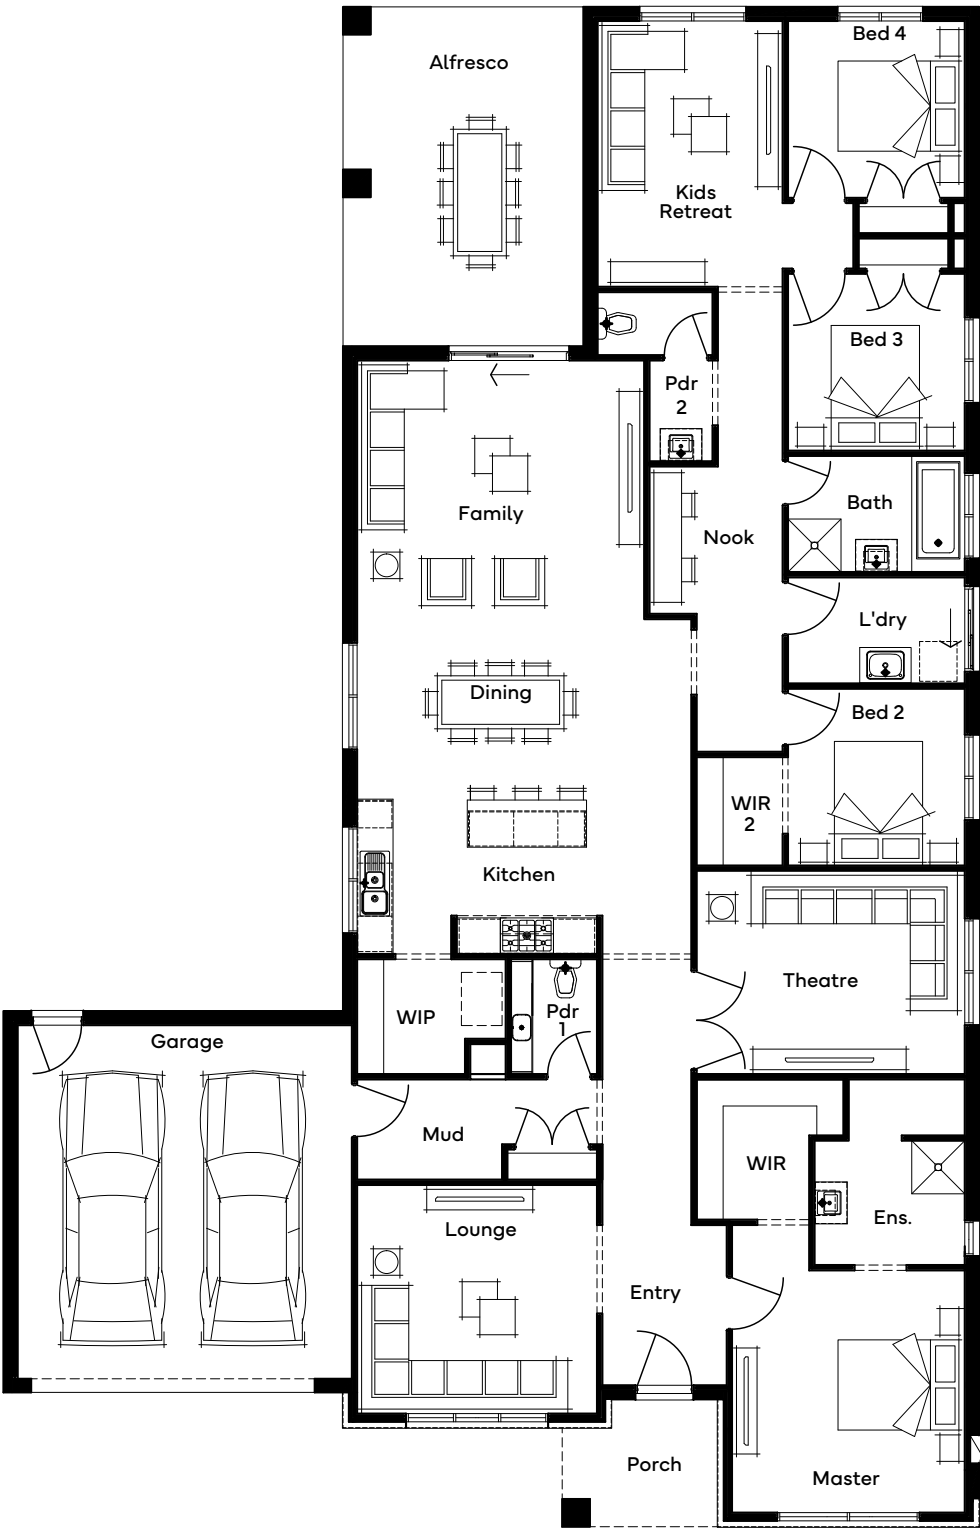 Alfresco
Bed 4
Kids
Retreat
Bed 3
Pdr
2
Family
Bath
Nook
L'dry
Dining
Bed 2
WIR
2
Kitchen
Theatre
WIP
Pdr
1
Garage
Mud
WIR
Ens.
Lounge
Entry
Porch
Master